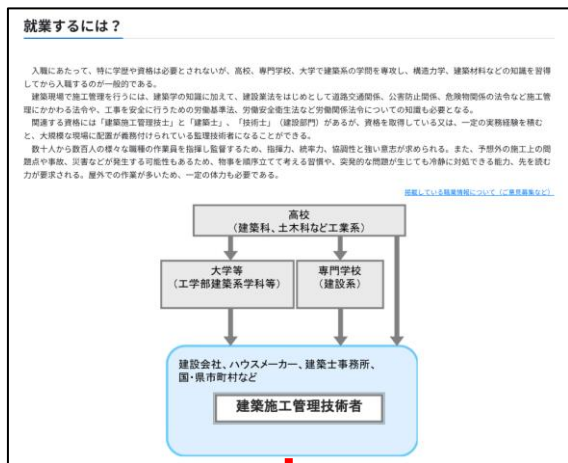 就業するには?
入職にあたって、特に学歴や資格は必要とされないが、高校、専門学校、大学で建築系の学問を専攻し、構造力学、建築材料などの知識を習得
してから入職するのが一般的である。
建築現場で施工管理を行うには、建築学の知識に加えて、建設業法をはじめとして道路交通関係、公害防止関係、危険物関係の法令など施工管
理にかかわる法令や、工事を安全に行うための労働基準法、労働安全衛生法など労働関係法令についての知識も必要となる。
関連する資格には「建築施工管理技士」と「建築士」、「技術士」(建設部門)があるが、資格を取得している又は、一定の実務経験を積む
と、大規模な現場に配置が義務付けられている監理技術者になることができる。
数十人から数百人の様々な職種の作業員を指揮し監督するため、指揮力、統率力、協調性と強い意志が求められる。また、予想外の施工上の問
題点や事故、災害などが発生する可能性もあるため、物事を順序立てて考える習慣や、突発的な問題が生じても冷静に対処できる能力、先を読む
力が要求される。屋外での作業が多いため、一定の体力も必要である。
掲載している職業情報について(ご意見募集など)
高校
(建築科、土木科など工業系)
大学等
(工学部建築系学科等)
専門学校
(建設系)
建設会社、ハウスメーカー、建築士事務所、
国・県市町村など
建築施工管理技術者